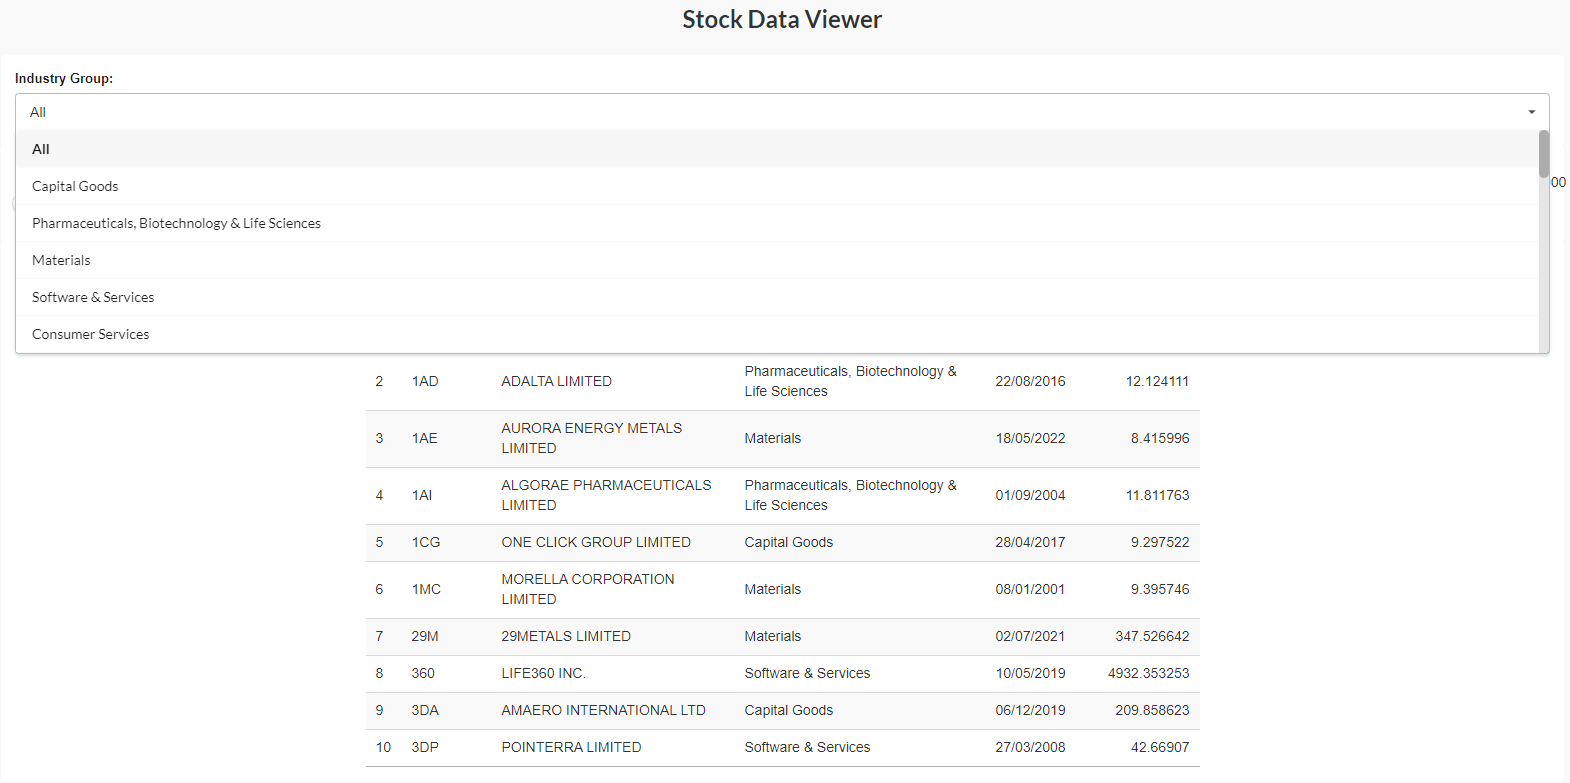 Stock Data Viewer
Industry Group:
All
All
Capital Goods
Pharmaceuticals, Biotechnology & Life Sciences
Materials
Software & Services
Consumer Services
00
2 1AD ADALTA LIMITED Pharmaceuticals, Biotechnology & Life Sciences 22/08/2016 12.124111
3 1AE AURORA ENERGY METALS LIMITED Materials 18/05/2022 8.415996
4 1AI ALGORAE PHARMACEUTICALS LIMITED Pharmaceuticals, Biotechnology & Life Sciences 01/09/2004 11.811763
5 1CG ONE CLICK GROUP LIMITED Capital Goods 28/04/2017 9.297522
6 1MC MORELLA CORPORATION LIMITED Materials 08/01/2001 9.395746
7 29M 29METALS LIMITED Materials 02/07/2021 347.526642
8 360 LIFE360 INC. Software & Services 10/05/2019 4932.353253
9 3DA AMAERO INTERNATIONAL LTD Capital Goods 06/12/2019 209.858623
10 3DP POINTERRA LIMITED Software & Services 27/03/2008 42.66907